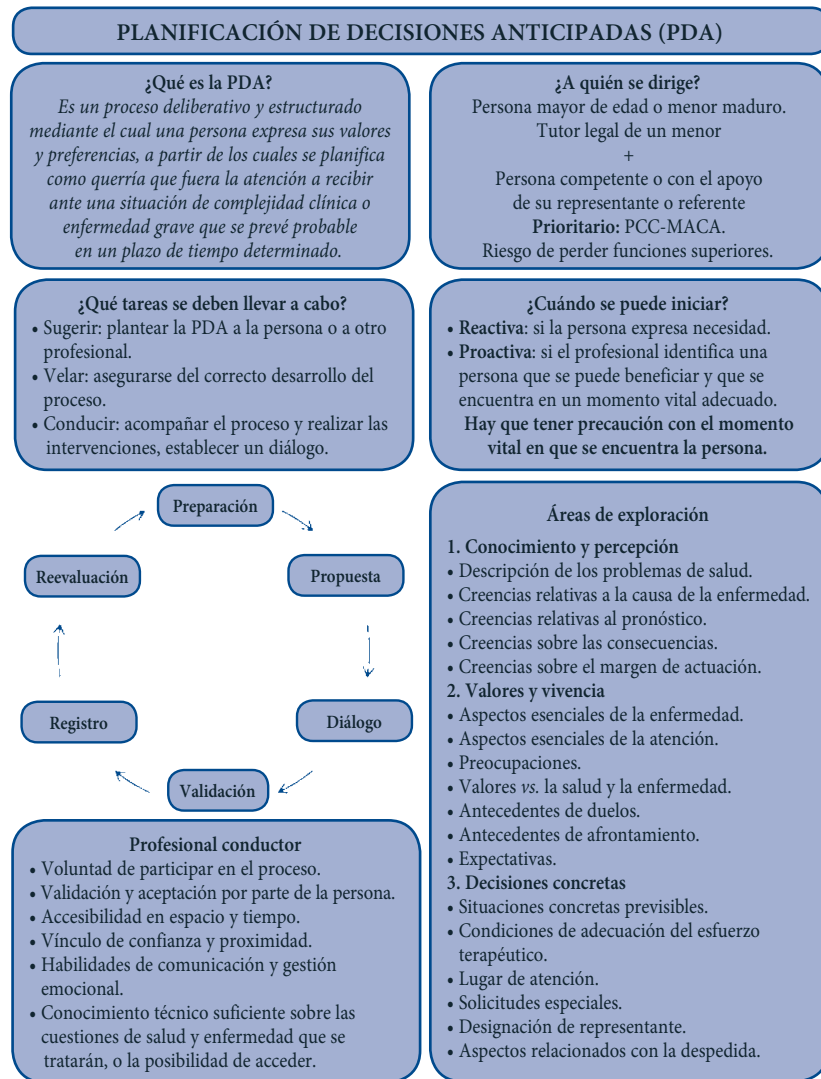 PLANIFICACIÓN DE DECISIONES ANTICIPADAS (PDA)
¿Qué es la PDA?
Es un proceso deliberativo y estructurado
mediante el cual una persona expresa sus valores
y preferencias, a partir de los cuales se planifica
como querría que fuera la atención a recibir
ante una situación de complejidad clínica o
enfermedad grave que se prevé probable
en un plazo de tiempo determinado.
¿A quién se dirige?
Persona mayor de edad o menor maduro.
Tutor legal de un menor
+
Persona competente o con el apoyo
de su representante o referente
Prioritario: PCC-MACA.
Riesgo de perder funciones superiores.
¿Qué tareas se deben llevar a cabo?
• Sugerir: plantear la PDA a la persona o a otro
profesional.
• Velar: asegurarse del correcto desarrollo del
proceso.
• Conducir: acompañar el proceso y realizar las
intervenciones, establecer un diálogo.
¿Cuándo se puede iniciar?
• Reactiva: si la persona expresa necesidad.
• Proactiva: si el profesional identifica una
persona que se puede beneficiar y que se
encuentra en un momento vital adecuado.
Hay que tener precaución con el momento
vital en que se encuentra la persona.
Preparación
Propuesta
Diálogo
Validación
Registro
Reevaluación
Profesional conductor
• Voluntad de participar en el proceso.
• Validación y aceptación por parte de la persona.
• Accesibilidad en espacio y tiempo.
• Vínculo de confianza y proximidad.
• Habilidades de comunicación y gestión
emocional.
• Conocimiento técnico suficiente sobre las
cuestiones de salud y enfermedad que se
tratarán, o la posibilidad de acceder.
Áreas de exploración
1. Conocimiento y percepción
• Descripción de los problemas de salud.
• Creencias relativas a la causa de la enfermedad.
• Creencias relativas al pronóstico.
• Creencias sobre las consecuencias.
• Creencias sobre el margen de actuación.
2. Valores y vivencia
• Aspectos esenciales de la enfermedad.
• Aspectos esenciales de la atención.
• Preocupaciones.
• Valores vs. la salud y la enfermedad.
• Antecedentes de duelos.
• Antecedentes de afrontamiento.
• Expectativas.
3. Decisiones concretas
• Situaciones concretas previsibles.
• Condiciones de adecuación del esfuerzo
terapéutico.
• Lugar de atención.
• Solicitudes especiales.
• Designación de representante.
• Aspectos relacionados con la despedida.